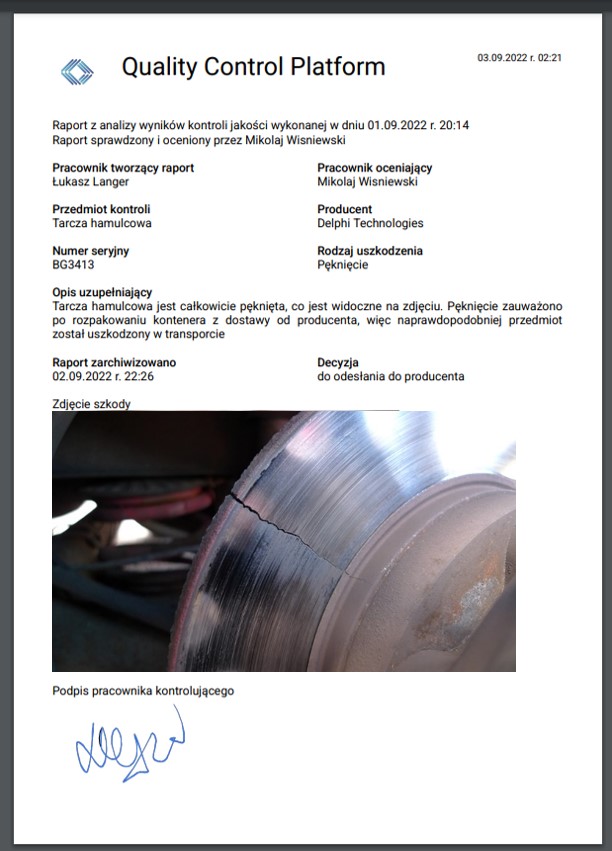 Quality Control Platform
03.09.2022 r. 02:21
Raport z analizy wyników kontroli jakości wykonanej w dniu 01.09.2022 r. 20:14
Raport sprawdzony i oceniony przez Mikolaj Wisniewski
Pracownik tworzący raport
Łukasz Langer
Pracownik oceniający
Mikolaj Wisniewski
Przedmiot kontroli
Tarcza hamulcowa
Producent
Delphi Technologies
Numer seryjny
BG3413
Rodzaj uszkodzenia
Pęknięcie
Opis uzupełniający
Tarcza hamulcowa jest całkowicie pęknięta, co jest widoczne na zdjęciu. Pęknięcie zauważono
po rozpakowaniu kontenera z dostawy od producenta, więc naprawdopodobniej przedmiot
został uszkodzony w transporcie
Raport zarchiwizowano
02.09.2022 r. 22:26
Decyzja
do odesłania do producenta
Zdjęcie szkody
Podpis pracownika kontrolującego